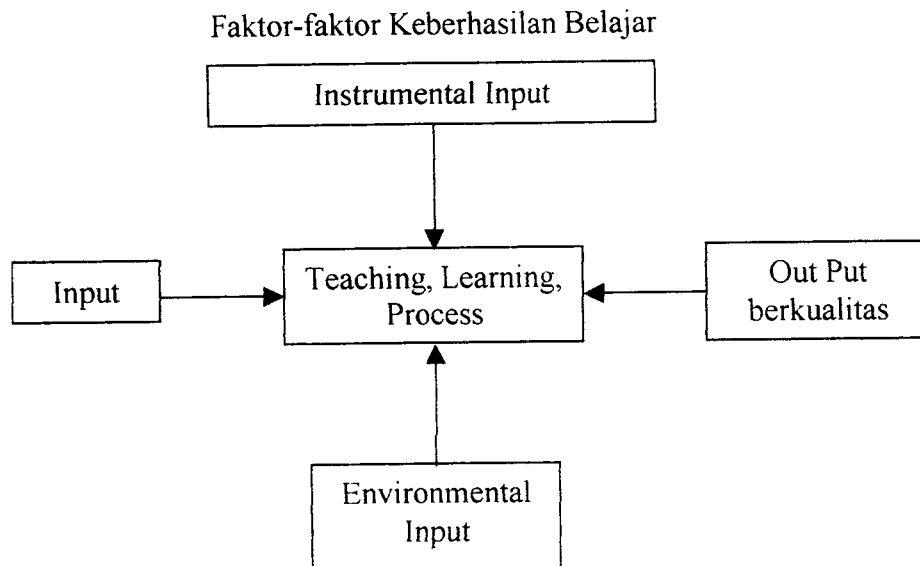 Faktor-faktor Keberhasilan Belajar
Instrumental Input
Input
Teaching, Learning,
Process
Out Put
berkualitas
Environmental
Input